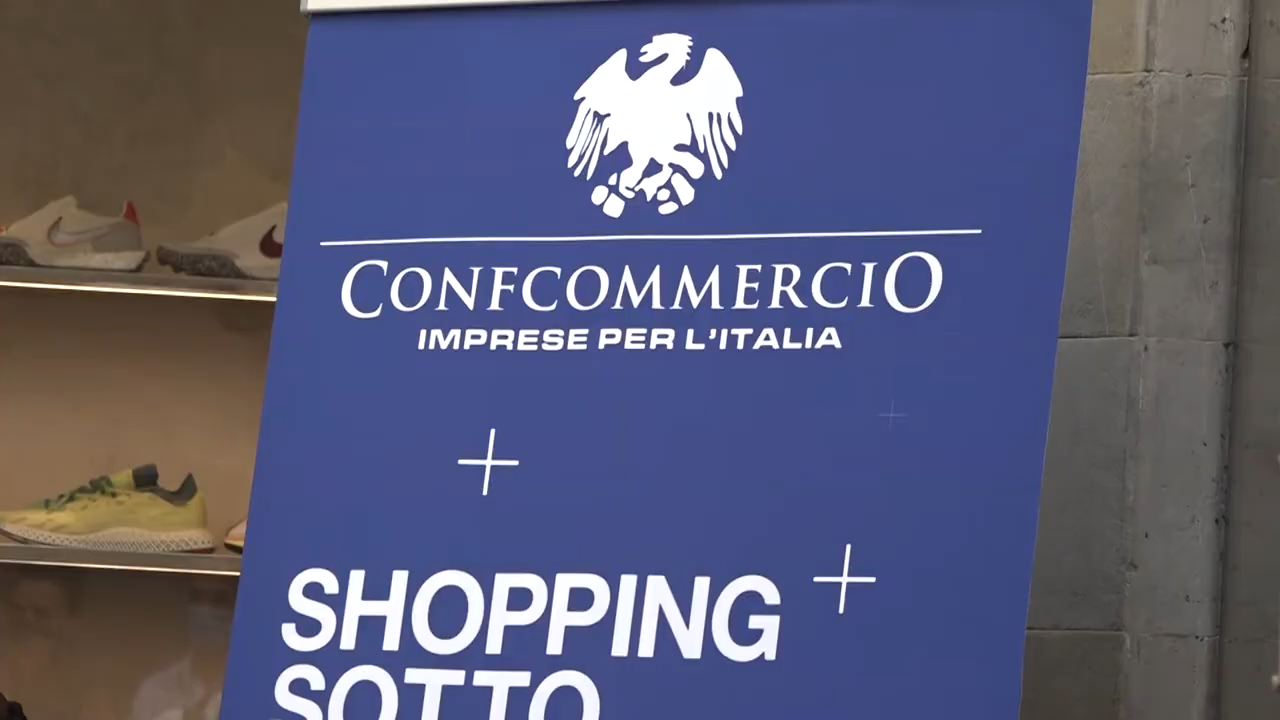 CONFCOMMERCIO
IMPRESE PER L'ITALIA
SHOPPING
SOTTO